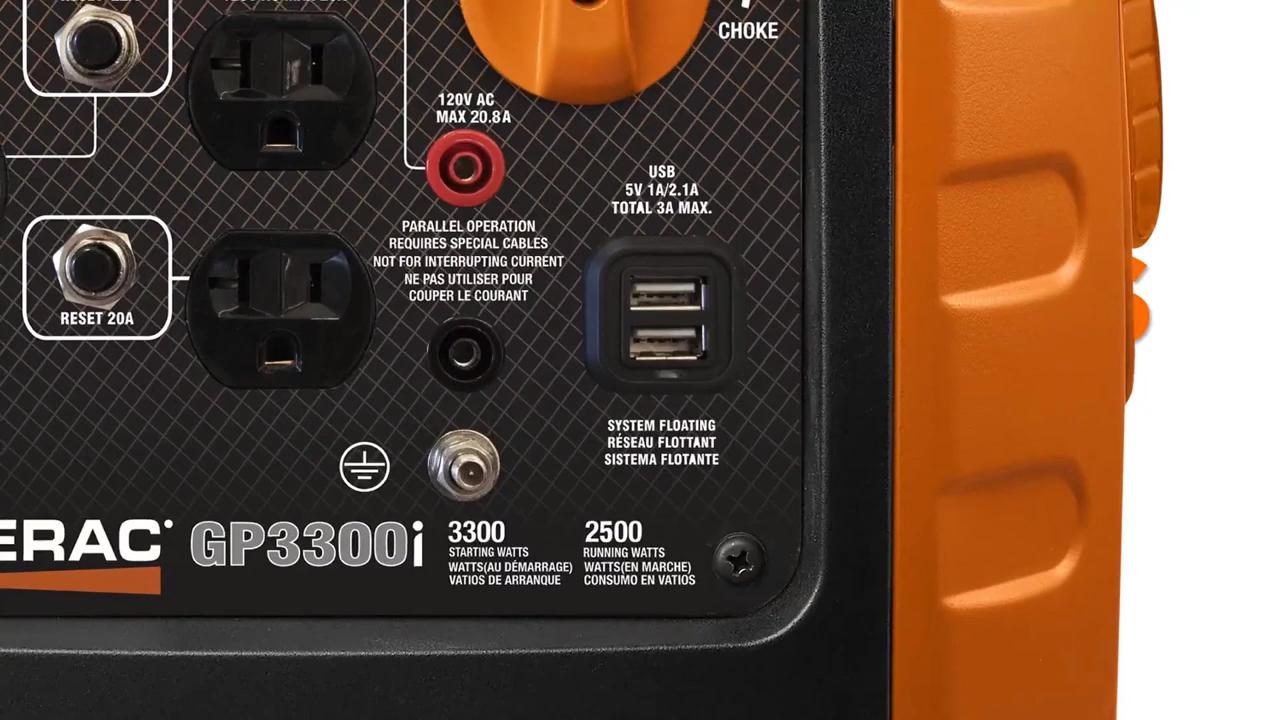 CHOKE
120V AC
MAX 20.8A
USB
5V 1A/2.1A
TOTAL 3A MAX.
PARALLEL OPERATION
REQUIRES SPECIAL CABLES
NOT FOR INTERRUPTING CURRENT
NE PAS UTILISER POUR
COUPER LE COURANT
RESET 20A
SYSTEM FLOATING
RÉSEAU FLOTTANT
SISTEMA FLOTANTE
ERAC GP3300i
3300
STARTING WATTS
WATTS(AU DÉMARRAGE)
VATIOS DE ARRANQUE
2500
RUNNING WATTS
WATTS(EN MARCHE)
CONSUMO EN VATIOS